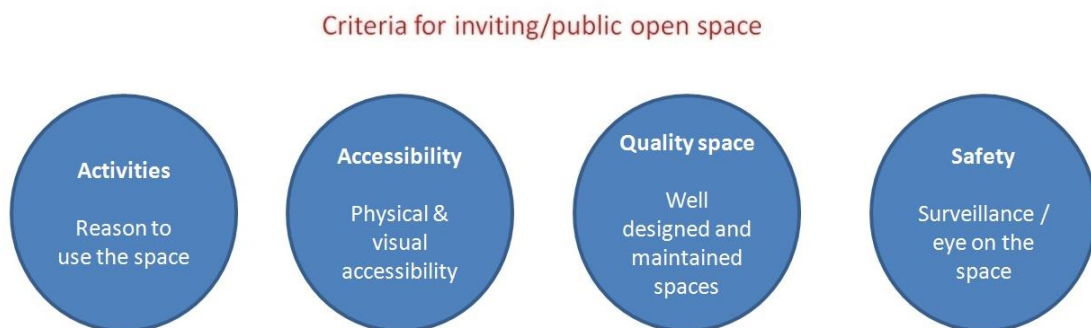 Criteria for inviting/public open space
Activities
Reason to
use the space
Accessibility
Physical &
visual
accessibility
Quality space
Well
designed and
maintained
spaces
Safety
Surveillance /
eye on the
space